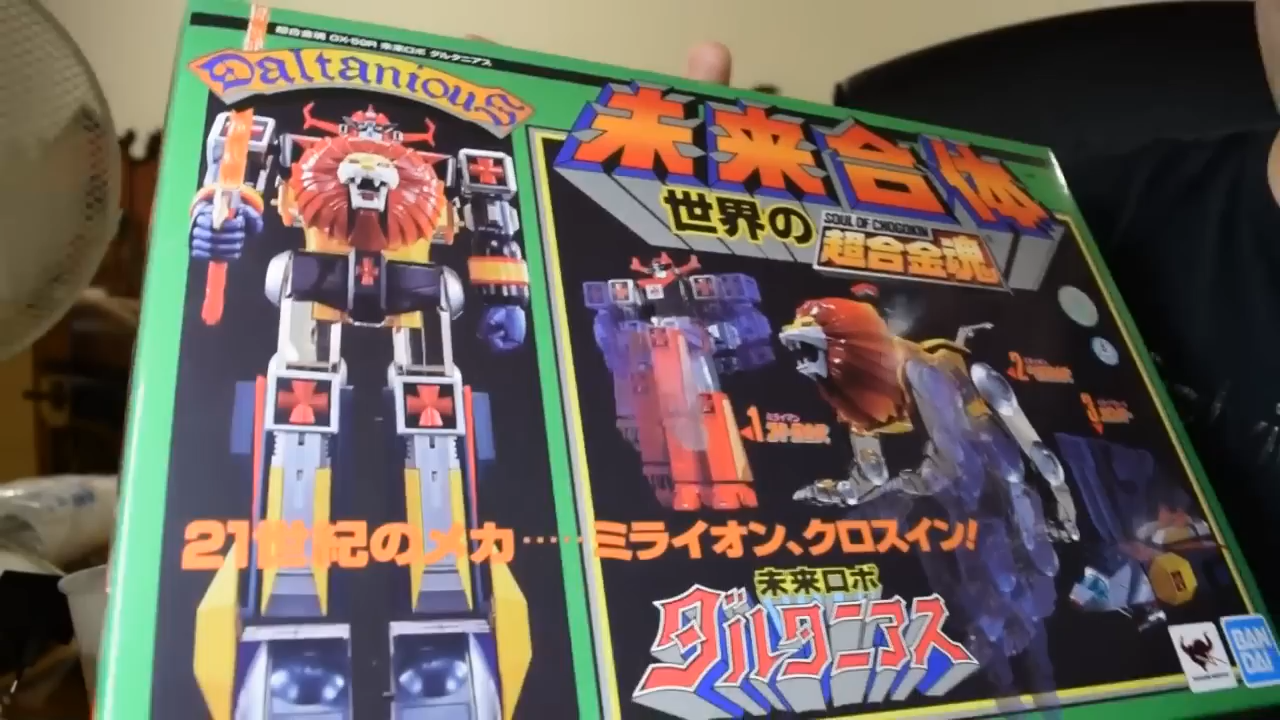 超合金魂 GX-59R 未来ロボ ダルタニアス
Daltanious
未来合体
世界の
SOUL OF CHOGOKIN
超合金魂
1
2
3
21世紀のメカ……ミライオン、クロスイン!
未来ロボ
ダルタニアス
BAN
DAI